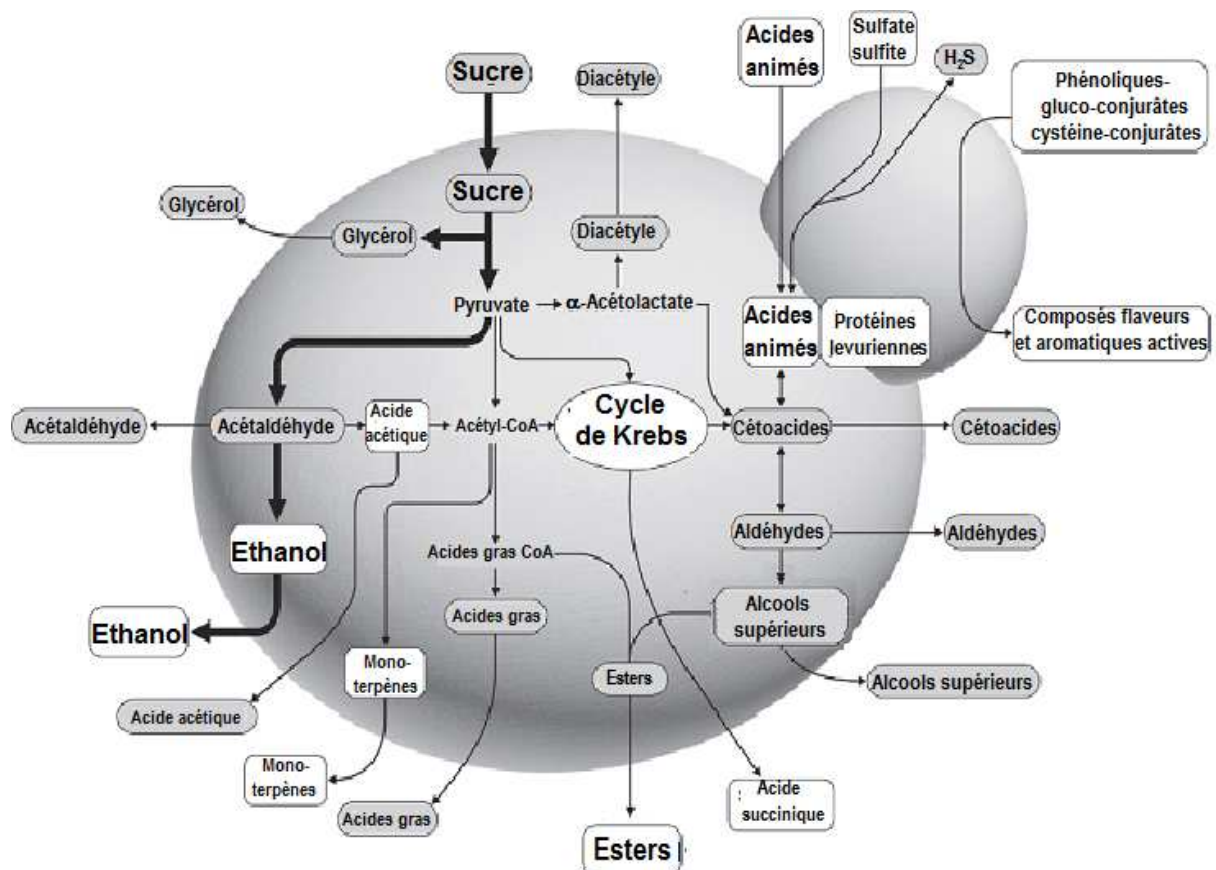 Sucre
Diacétyle
Acides
animés
Sulfate
sulfite
H₂S
Phénoliques-
gluco-conjurâtes
cystéine-conjurâtes
Sucre
Glycérol
Glycérol
Diacétyle
Pyruvate
α-Acétolactate
Acides
animés
Protéines
levuriennes
Composés flaveurs
et aromatiques actives
Acétaldéhyde
Acétaldéhyde
Acide
acétique
Acétyl-CoA
Cycle
de Krebs
Cétoacides
Cétoacides
Ethanol
Acides gras CoA
Aldéhydes
Aldéhydes
Ethanol
Acides gras
Alcools
supérieurs
Mono-
terpènes
Esters
Alcools supérieurs
Acide acétique
Mono-
terpènes
Acides gras
Esters
: Acide
succinique